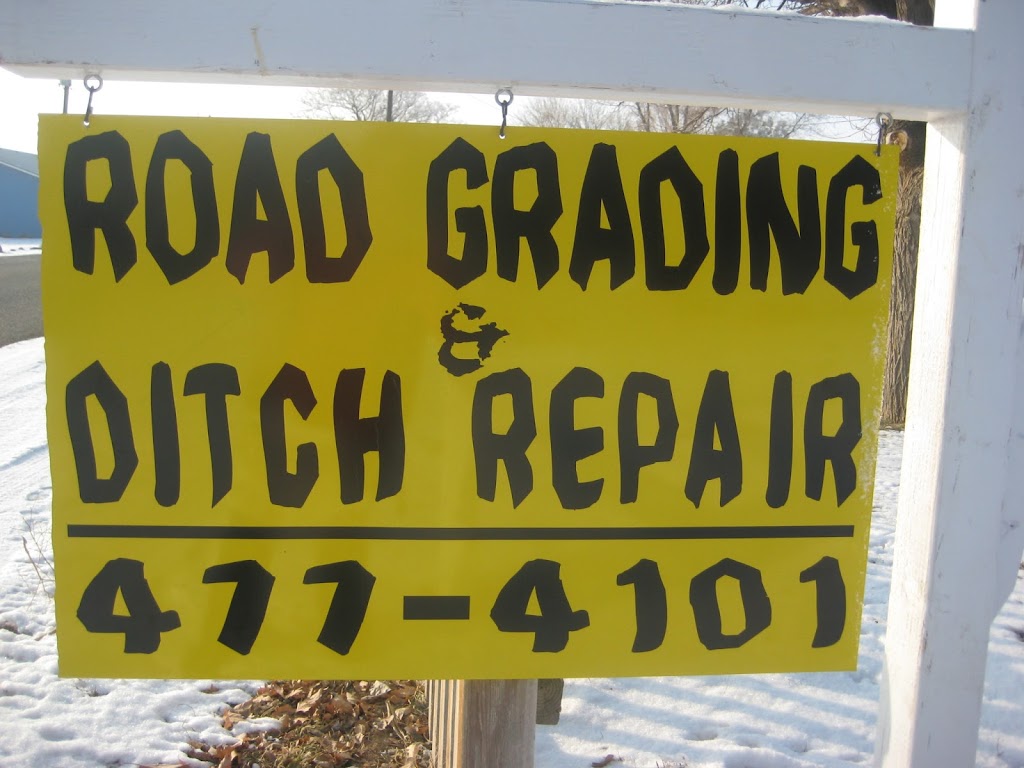 ROAD GRADING
&
DITCH REPAIR
477-4101